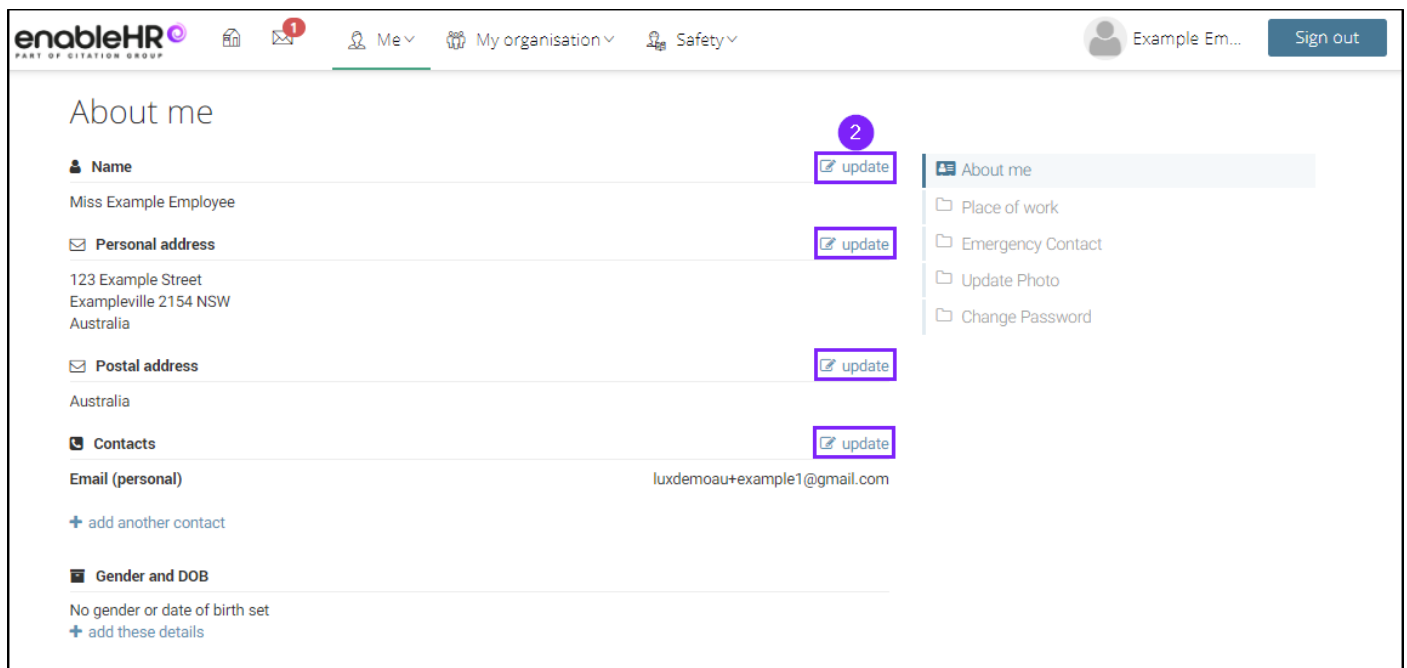 enableHR
PART OF CITATION GROUP
1
Me
My organisation
Safety
Example Em...
Sign out
About me
2
Name
update
Miss Example Employee
Personal address
update
123 Example Street
Exampleville 2154 NSW
Australia
Postal address
update
Australia
Contacts
update
Email (personal)
luxdemoau+example1@gmail.com
+ add another contact
Gender and DOB
No gender or date of birth set
+ add these details
About me
Place of work
Emergency Contact
Update Photo
Change Password